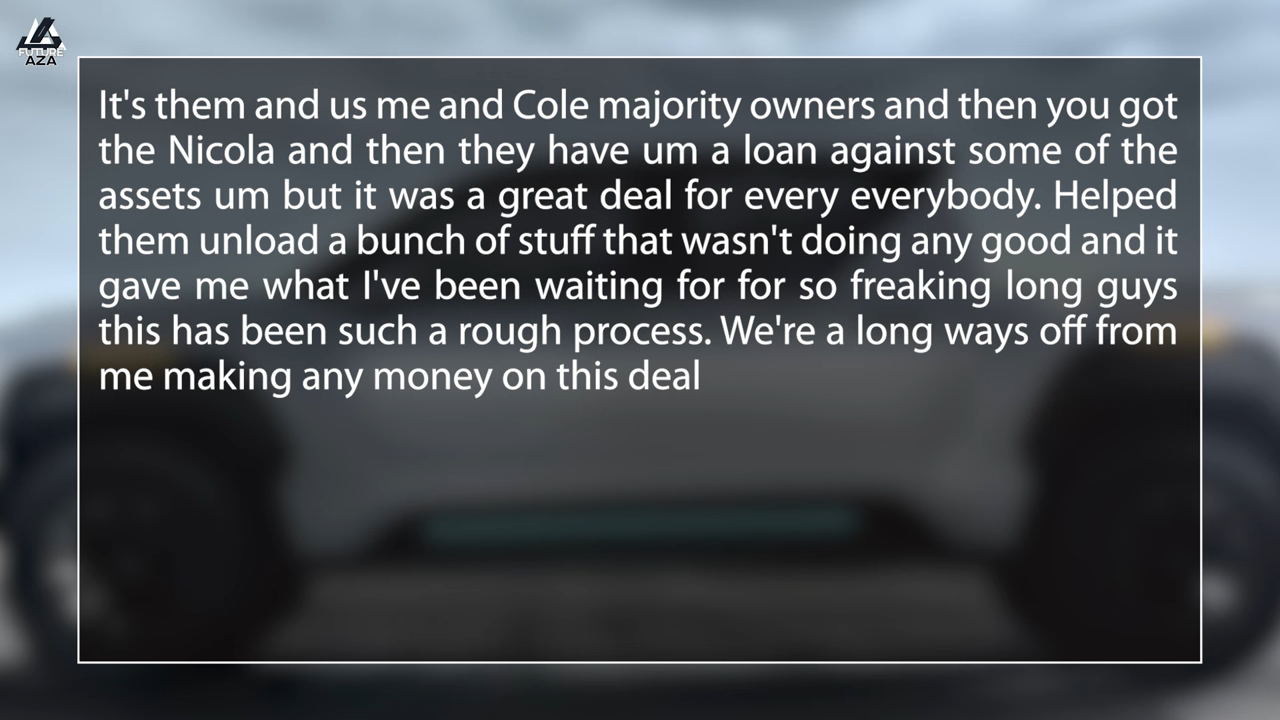 FUTURE
AZA
It's them and us me and Cole majority owners and then you got
the Nicola and then they have um a loan against some of the
assets um but it was a great deal for every everybody. Helped
them unload a bunch of stuff that wasn't doing any good and it
gave me what I've been waiting for for so freaking long guys
this has been such a rough process. We're a long ways off from
me making any money on this deal